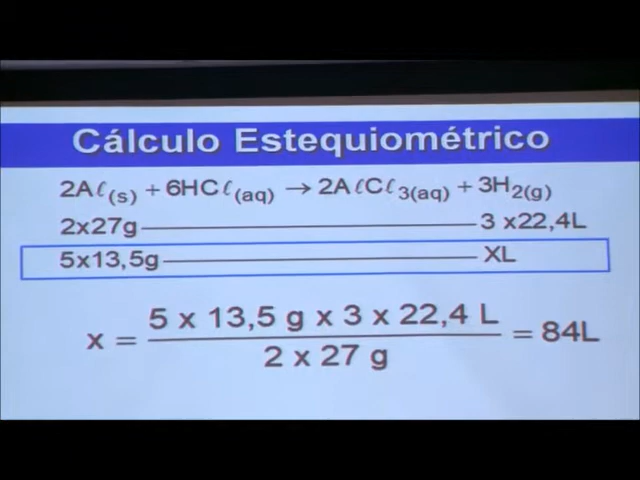 Cálculo Estequiométrico
2Aℓ(s) + 6HCℓ(aq) → 2AℓCℓ3(aq) + 3H2(g)
2x27g 3 x22,4L
5x13,5g XL
x = 5 x 13,5 g x 3 x 22,4 L / 2 x 27 g = 84L